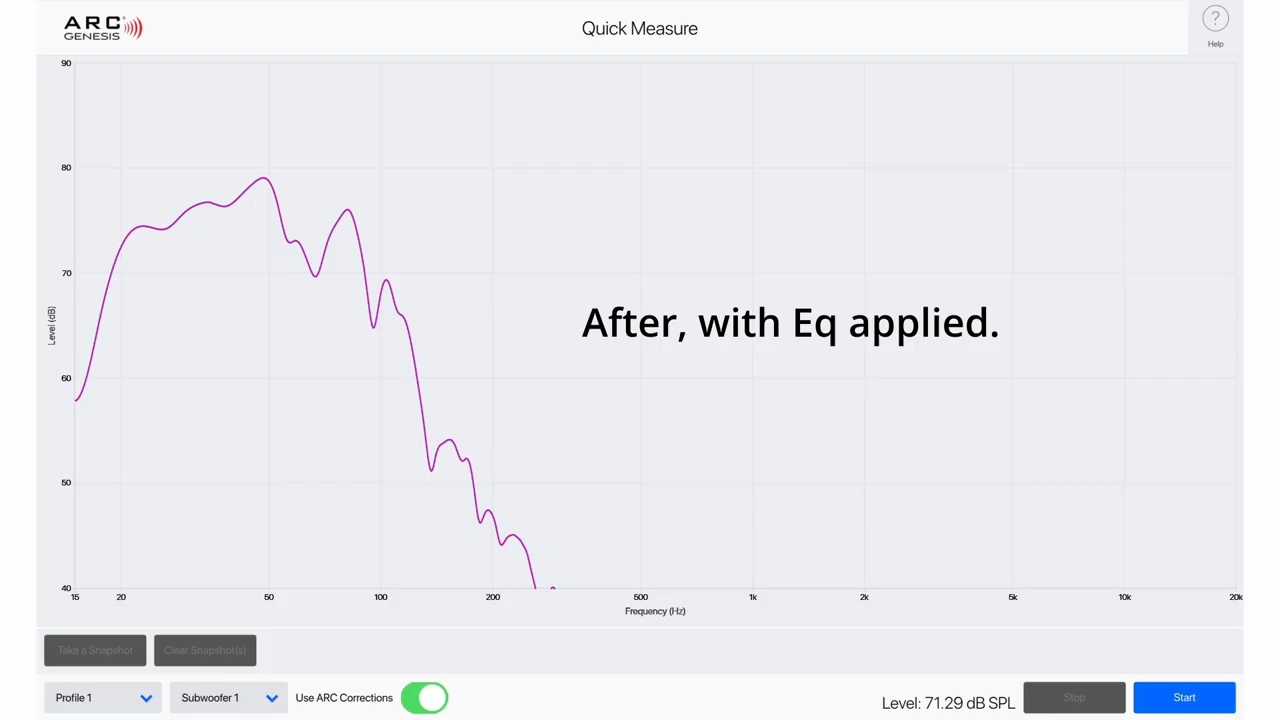 ARC
GENESIS
Quick Measure
?
Help
90
80
70
60
50
40
Level (dB)
After, with Eq applied.
15 20 50 100 200 500 1k 2k 5k 10k 20k
Frequency (Hz)
Take a Snapshot Clear Snapshot(s)
Profile 1 Subwoofer 1 Use ARC Corrections Level: 71.29 dB SPL Stop Start